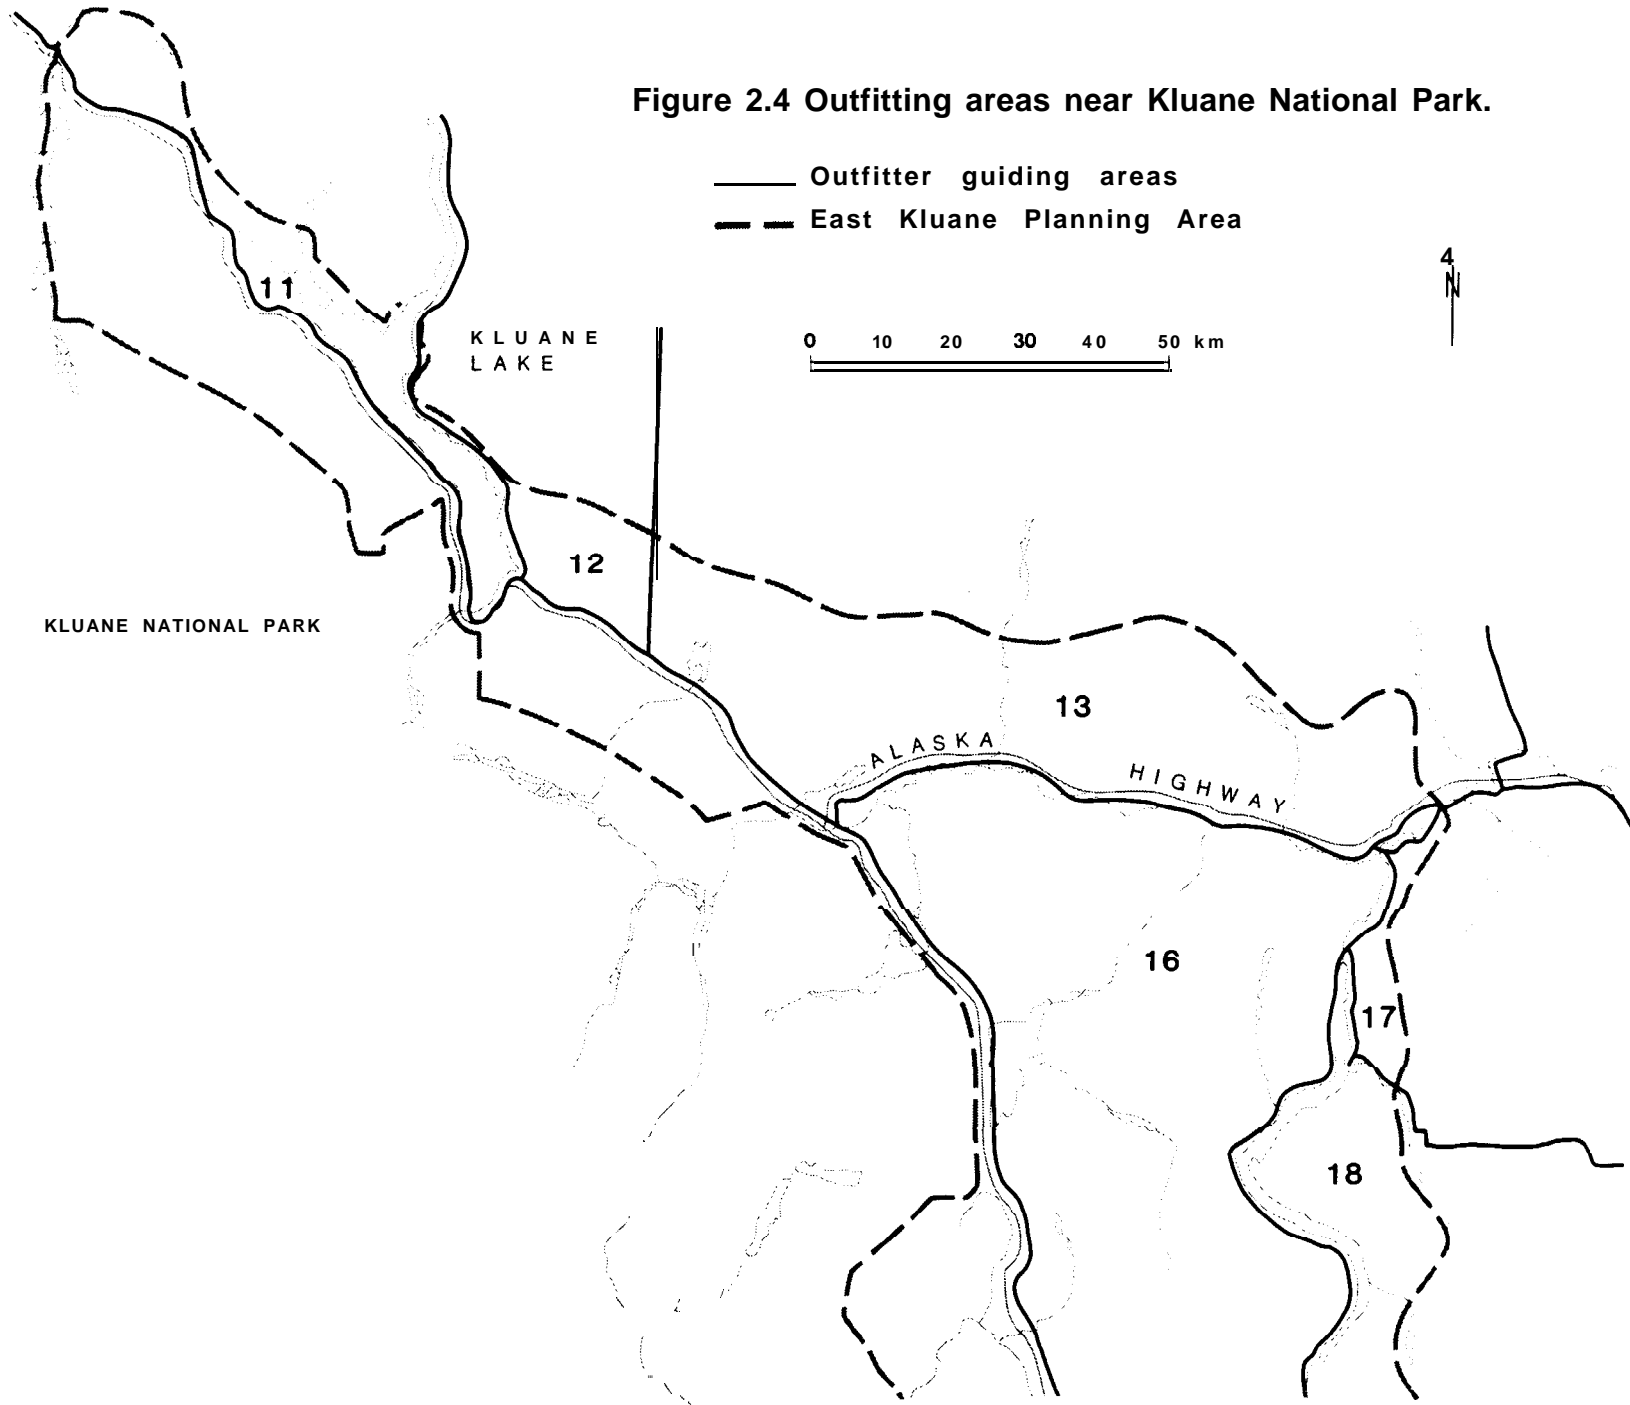 Figure 2.4 Outfitting areas near Kluane National Park.
Outfitter guiding areas
East Kluane Planning Area
4
N
0 10 20 30 40 50 km
11
KLUANE
LAKE
12
KLUANE NATIONAL PARK
13
ALASKA HIGHWAY
16
17
18